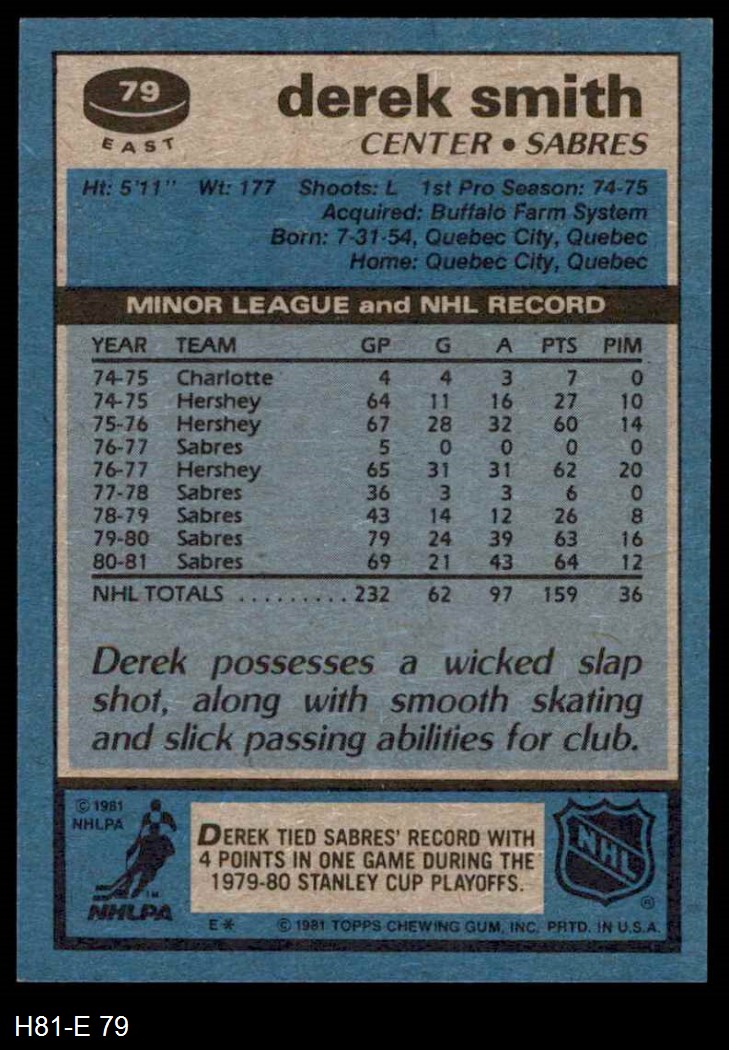 79
EAST
derek smith
CENTER • SABRES
Ht: 5'11" Wt: 177 Shoots: L 1st Pro Season: 74-75
Acquired: Buffalo Farm System
Born: 7-31-54, Quebec City, Quebec
Home: Quebec City, Quebec
MINOR LEAGUE and NHL RECORD
YEAR TEAM GP G A PTS PIM
74-75 Charlotte 4 4 3 7 0
74-75 Hershey 64 11 16 27 10
75-76 Hershey 67 28 32 60 14
76-77 Sabres 5 0 0 0 0
76-77 Hershey 65 31 31 62 20
77-78 Sabres 36 3 3 6 0
78-79 Sabres 43 14 12 26 8
79-80 Sabres 79 24 39 63 16
80-81 Sabres 69 21 43 64 12
NHL TOTALS ......... 232 62 97 159 36
Derek possesses a wicked slap
shot, along with smooth skating
and slick passing abilities for club.
© 1981
NHLPA
NHLPA
DEREK TIED SABRES' RECORD WITH
4 POINTS IN ONE GAME DURING THE
1979-80 STANLEY CUP PLAYOFFS.
NHL
®
E* © 1981 TOPPS CHEWING GUM, INC. PRTD. IN U.S.A.
H81-E 79